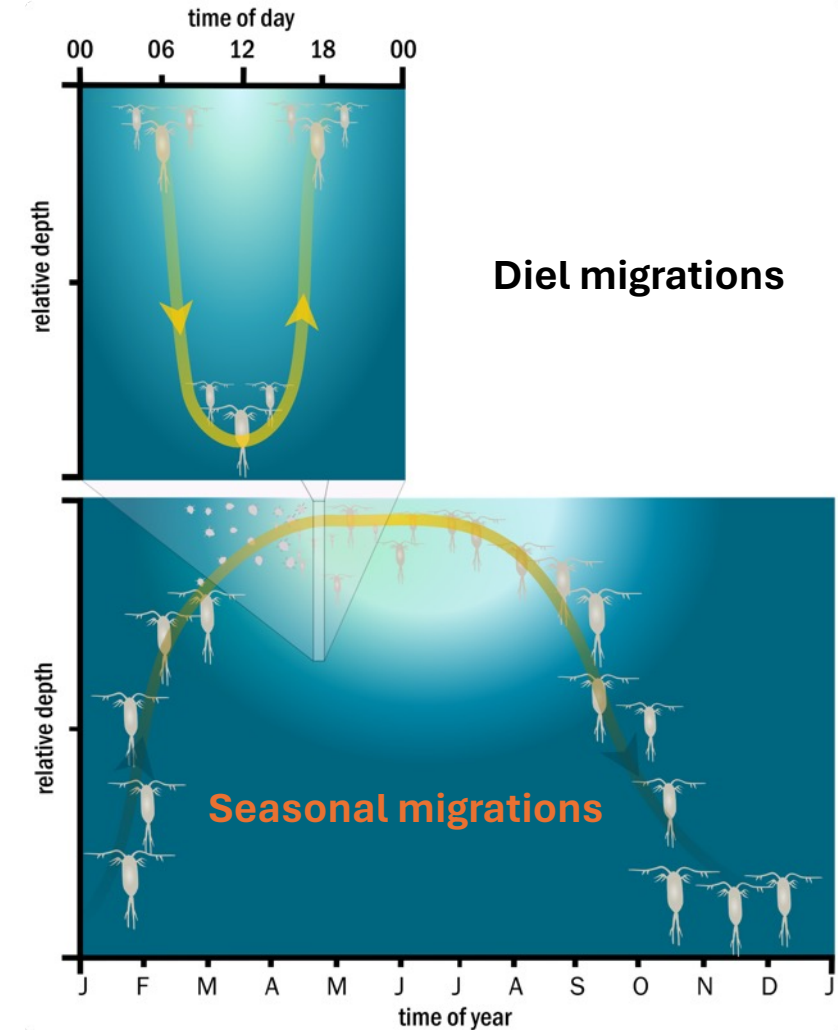 time of day
00 06 12 18 00
relative depth
Diel migrations
relative depth
Seasonal migrations
J F M A M J J A S O N D J
time of year